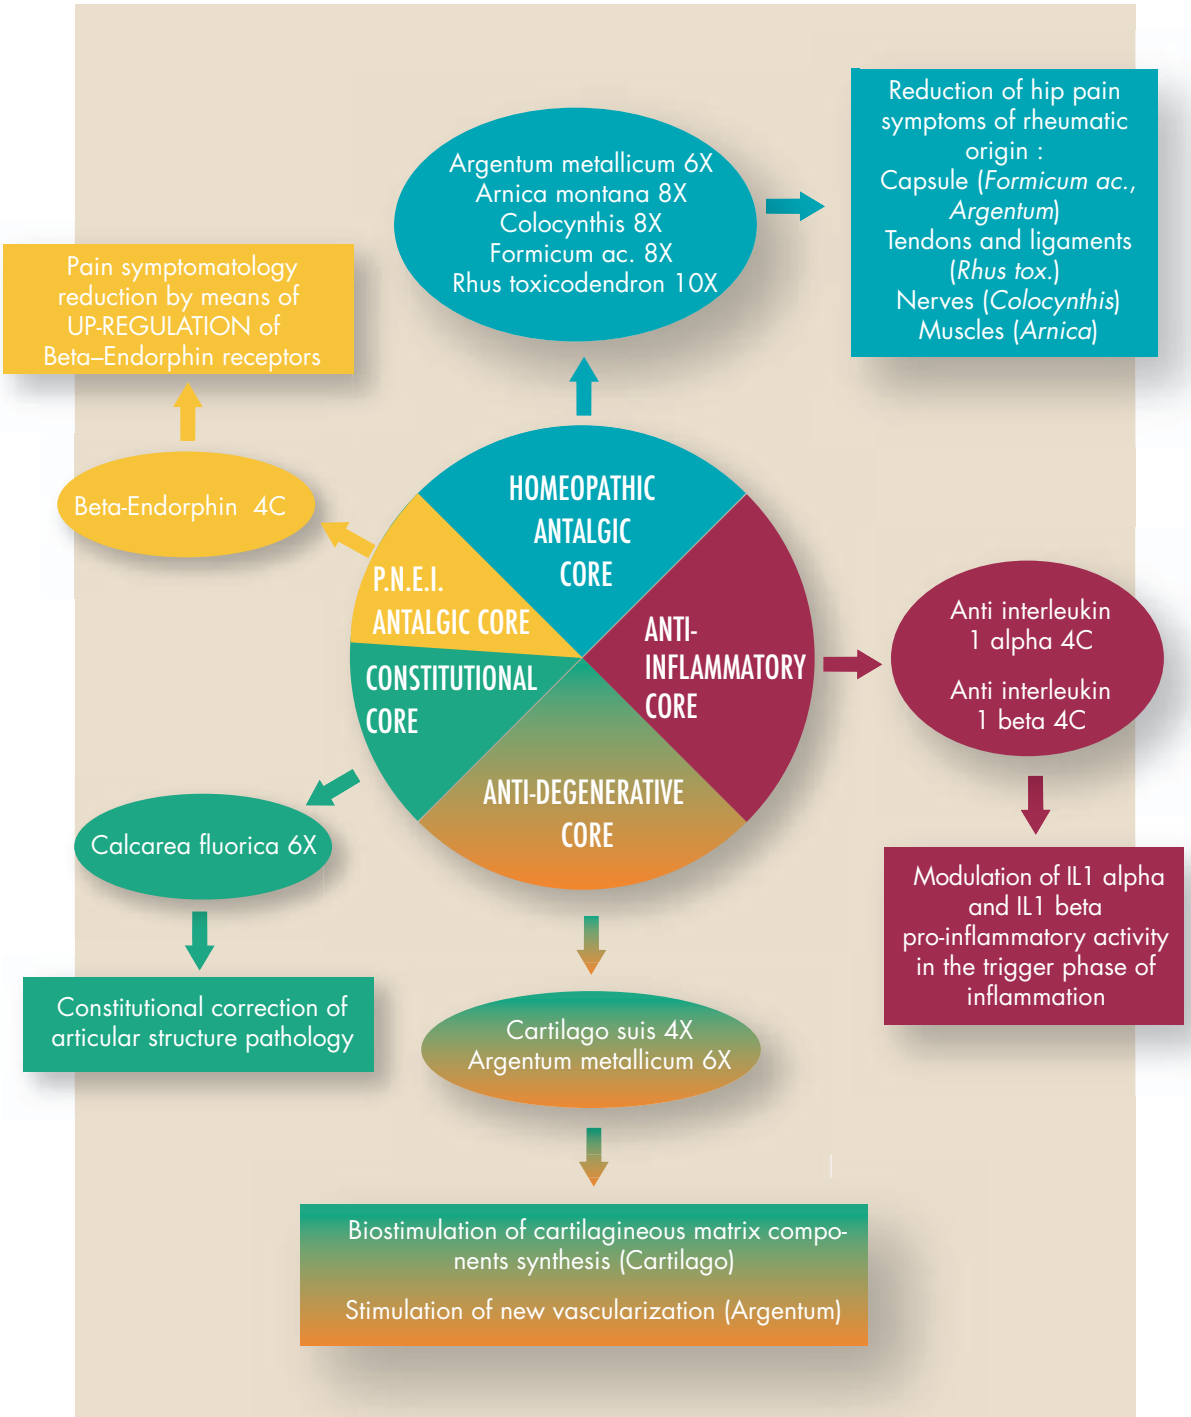 Argentum metallicum 6X
Arnica montana 8X
Colocynthis 8X
Formicum ac. 8X
Rhus toxicodendron 10X
Reduction of hip pain
symptoms of rheumatic
origin :
Capsule (Formicum ac.,
Argentum)
Tendons and ligaments
(Rhus tox.)
Nerves (Colocynthis)
Muscles (Arnica)
Pain symptomatology
reduction by means of
UP-REGULATION of
Beta–Endorphin receptors
Beta-Endorphin 4C
HOMEOPATHIC
ANTALGIC
CORE
P.N.E.I.
ANTALGIC CORE
CONSTITUTIONAL
CORE
ANTI-
INFLAMMATORY
CORE
ANTI-DEGENERATIVE
CORE
Anti interleukin
1 alpha 4C
Anti interleukin
1 beta 4C
Modulation of IL1 alpha
and IL1 beta
pro-inflammatory activity
in the trigger phase of
inflammation
Calcarea fluorica 6X
Constitutional correction of
articular structure pathology
Cartilago suis 4X
Argentum metallicum 6X
Biostimulation of cartilagineous matrix compo-
nents synthesis (Cartilago)
Stimulation of new vascularization (Argentum)